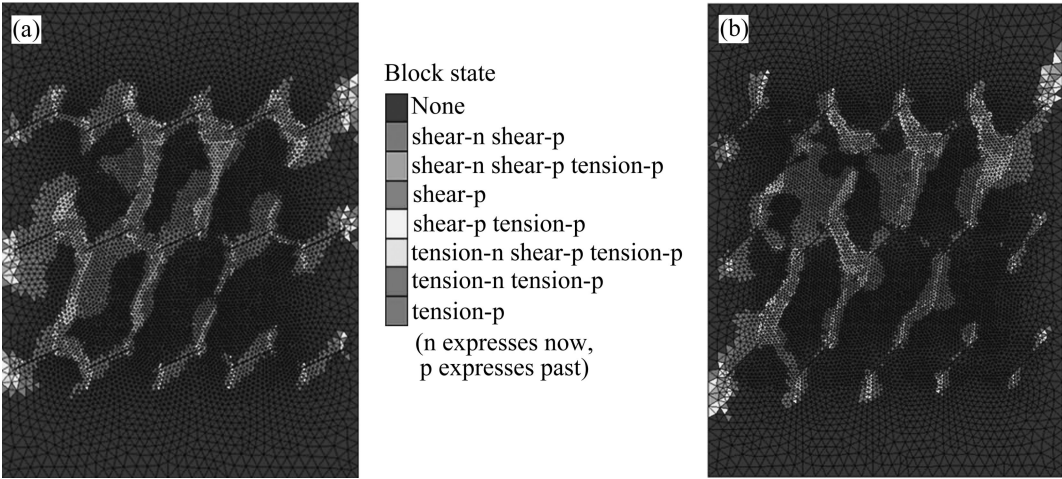 (a)
Block state
None
shear-n shear-p
shear-n shear-p tension-p
shear-p
shear-p tension-p
tension-n shear-p tension-p
tension-n tension-p
tension-p
(n expresses now,
p expresses past)
(b)